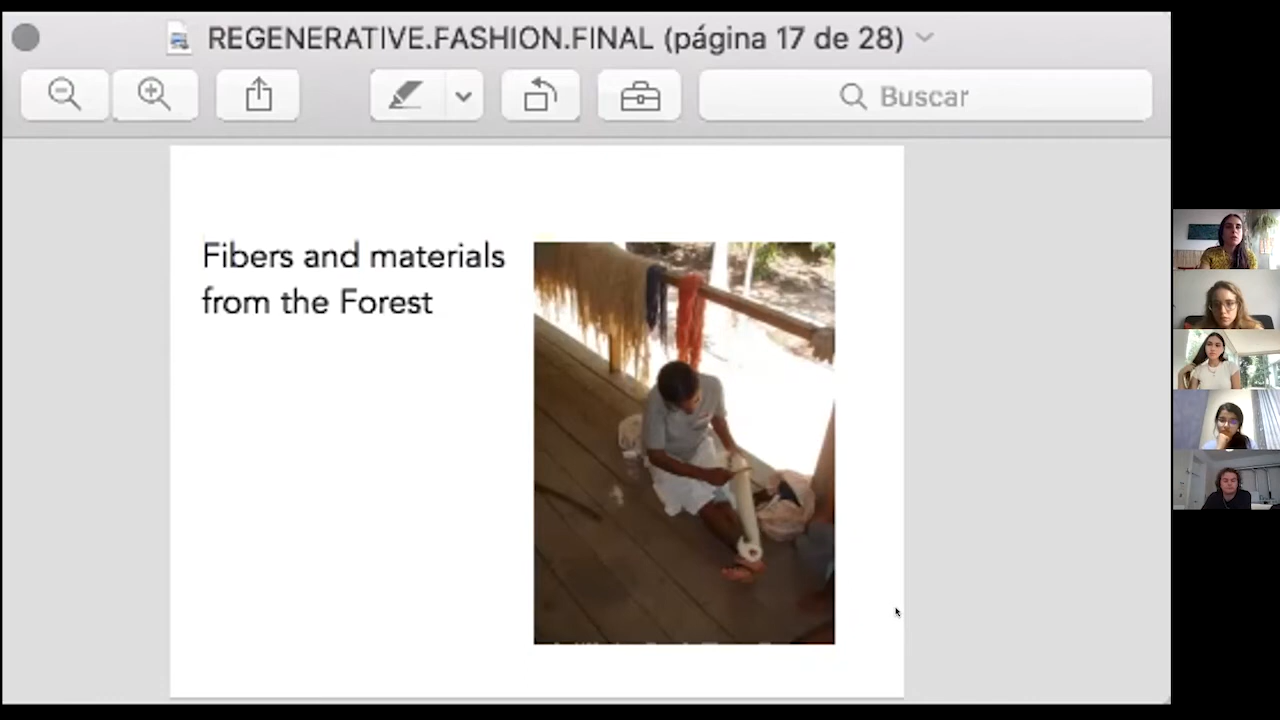 REGENERATIVE.FASHION.FINAL (página 17 de 28)
Buscar
Fibers and materials
from the Forest